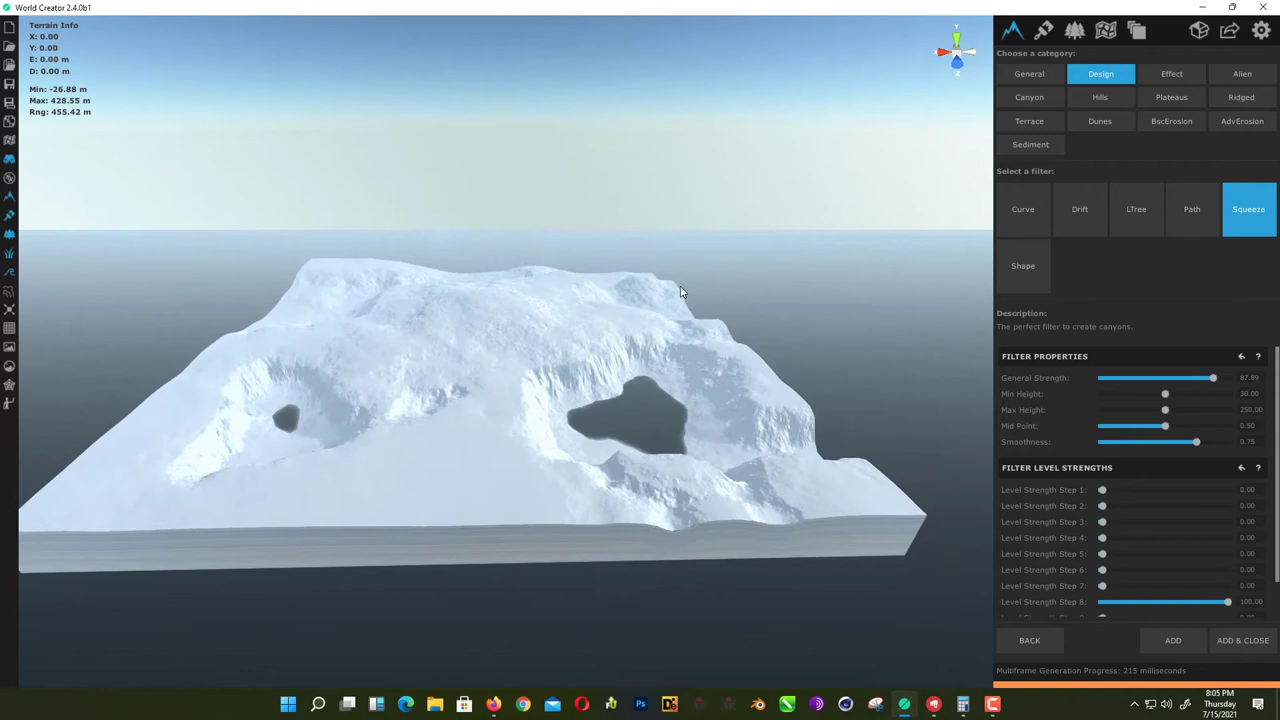 World Creator 2.4.0b1
Terrain Info
X: 0.00
Y: 0.00
E: 0.00 m
D: 0.00 m
Min: -26.88 m
Max: 428.55 m
Rng: 455.42 m
Y
Z
Choose a category:
General Design Effect Alien
Canyon Hills Plateaus Ridged
Terrace Dunes BscErosion AdvErosion
Sediment
Select a filter:
Curve Drift LTree Path Squeeze
Shape
Description:
The perfect filter to create canyons.
FILTER PROPERTIES ?
General Strength: 87.89
Min Height: 30.00
Max Height: 250.00
Mid Point: 0.50
Smoothness: 0.75
FILTER LEVEL STRENGTHS ?
Level Strength Step 1: 0.00
Level Strength Step 2: 0.00
Level Strength Step 3: 0.00
Level Strength Step 4: 0.00
Level Strength Step 5: 0.00
Level Strength Step 6: 0.00
Level Strength Step 7: 0.00
Level Strength Step 8: 100.00
BACK ADD ADD & CLOSE
Multiframe Generation Progress: 215 milliseconds
8:05 PM
Thursday
7/15/2021